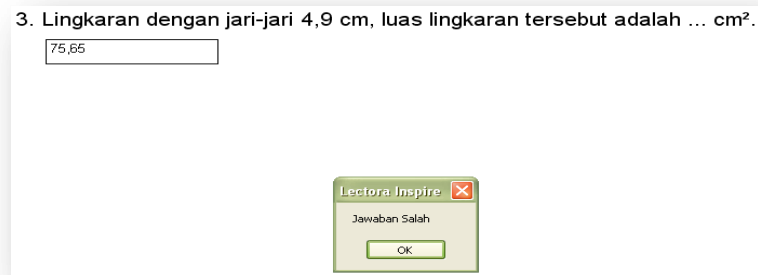 3. Lingkaran dengan jari-jari 4,9 cm, luas lingkaran tersebut adalah ... cm².
75,65
Lectora Inspire
Jawaban Salah
OK